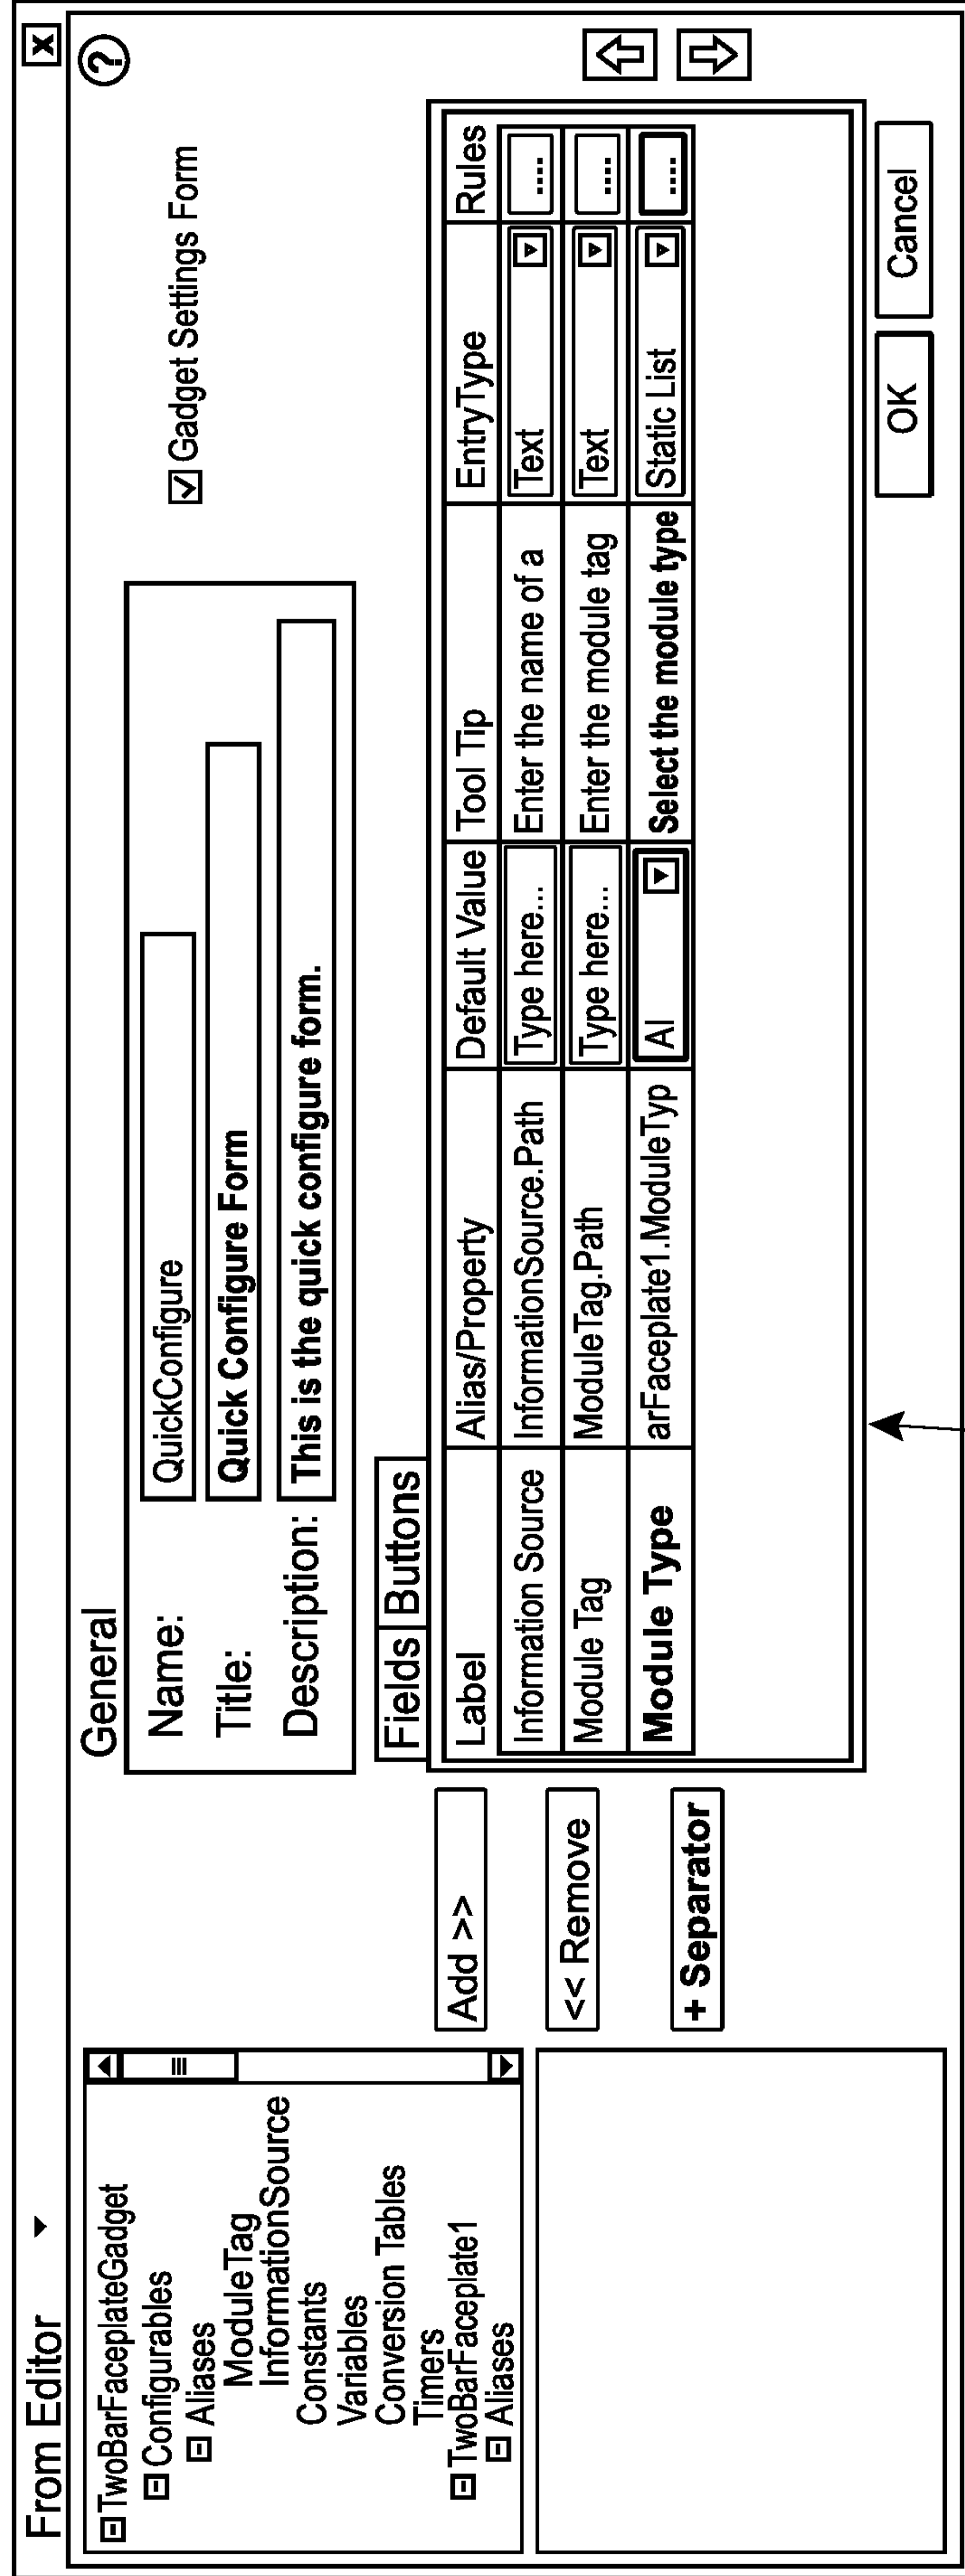 From Editor
X
?
TwoBarFaceplateGadget
Configurables
Aliases
ModuleTag
InformationSource
Constants
Variables
Conversion Tables
Timers
TwoBarFaceplate1
Aliases
Add >>
<< Remove
+ Separator
General
Name: QuickConfigure
Title: Quick Configure Form
Description: This is the quick configure form.
Gadget Settings Form
Fields Buttons
Label Alias/Property Default Value Tool Tip EntryType Rules
Information Source InformationSource.Path Type here... Enter the name of a Text ....
Module Tag ModuleTag.Path Type here... Enter the module tag Text ....
Module Type arFaceplate1.ModuleTyp AI Select the module type Static List ....
OK Cancel